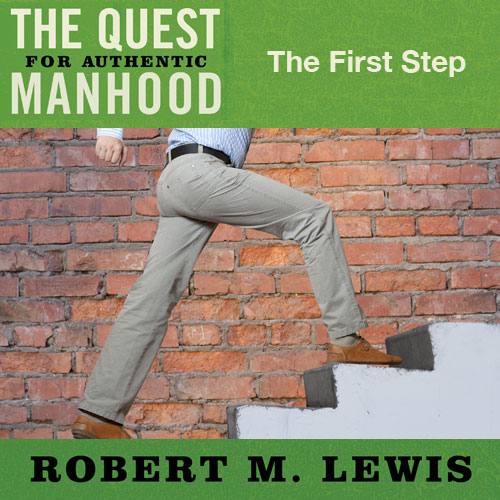 THE QUEST
FOR AUTHENTIC
MANHOOD
The First Step
ROBERT M. LEWIS